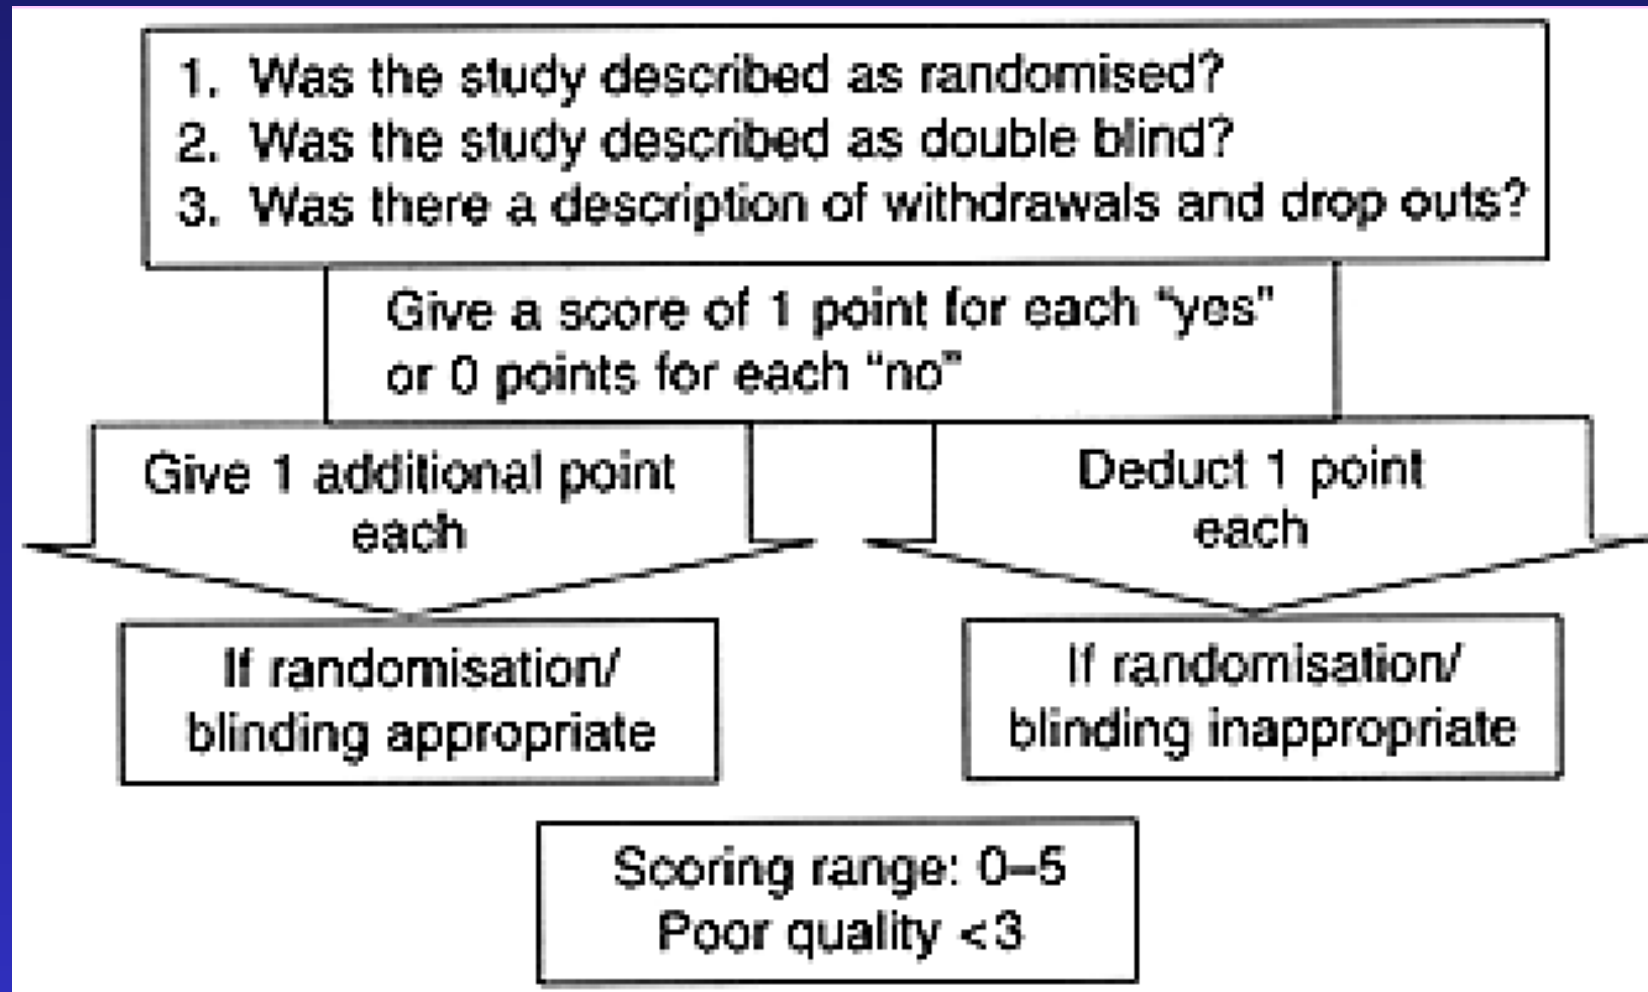 1. Was the study described as randomised?
2. Was the study described as double blind?
3. Was there a description of withdrawals and drop outs?
Give a score of 1 point for each “yes”
or 0 points for each “no”
Give 1 additional point
each
Deduct 1 point
each
If randomisation/
blinding appropriate
If randomisation/
blinding inappropriate
Scoring range: 0–5
Poor quality <3